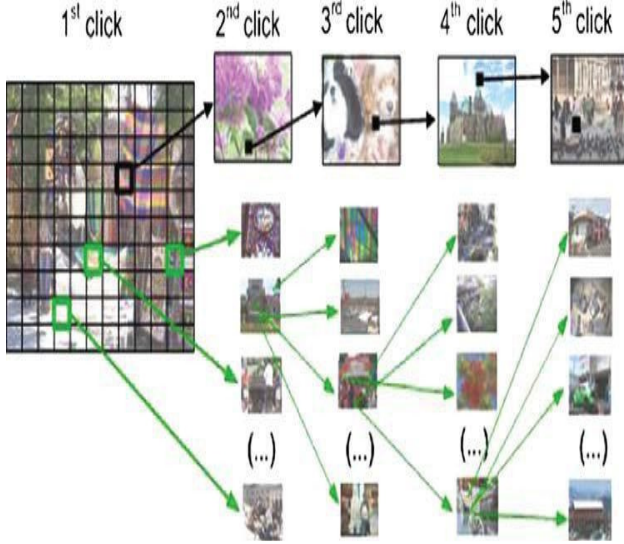 1st click
2nd click
3rd click
4th click
5th click
(...)
(...)
(...)
(...)